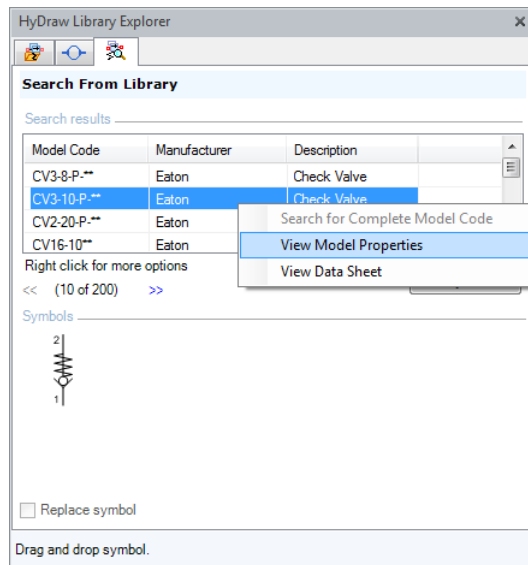 HyDraw Library Explorer
Search From Library
Search results
Model Code Manufacturer Description
CV3-8-P-** Eaton Check Valve
CV3-10-P-** Eaton Check Valve
CV2-20-P-** Eaton
CV16-10** Eaton
Search for Complete Model Code
View Model Properties
View Data Sheet
Right click for more options
<< (10 of 200) >>
Symbols
2
1
Replace symbol
Drag and drop symbol.